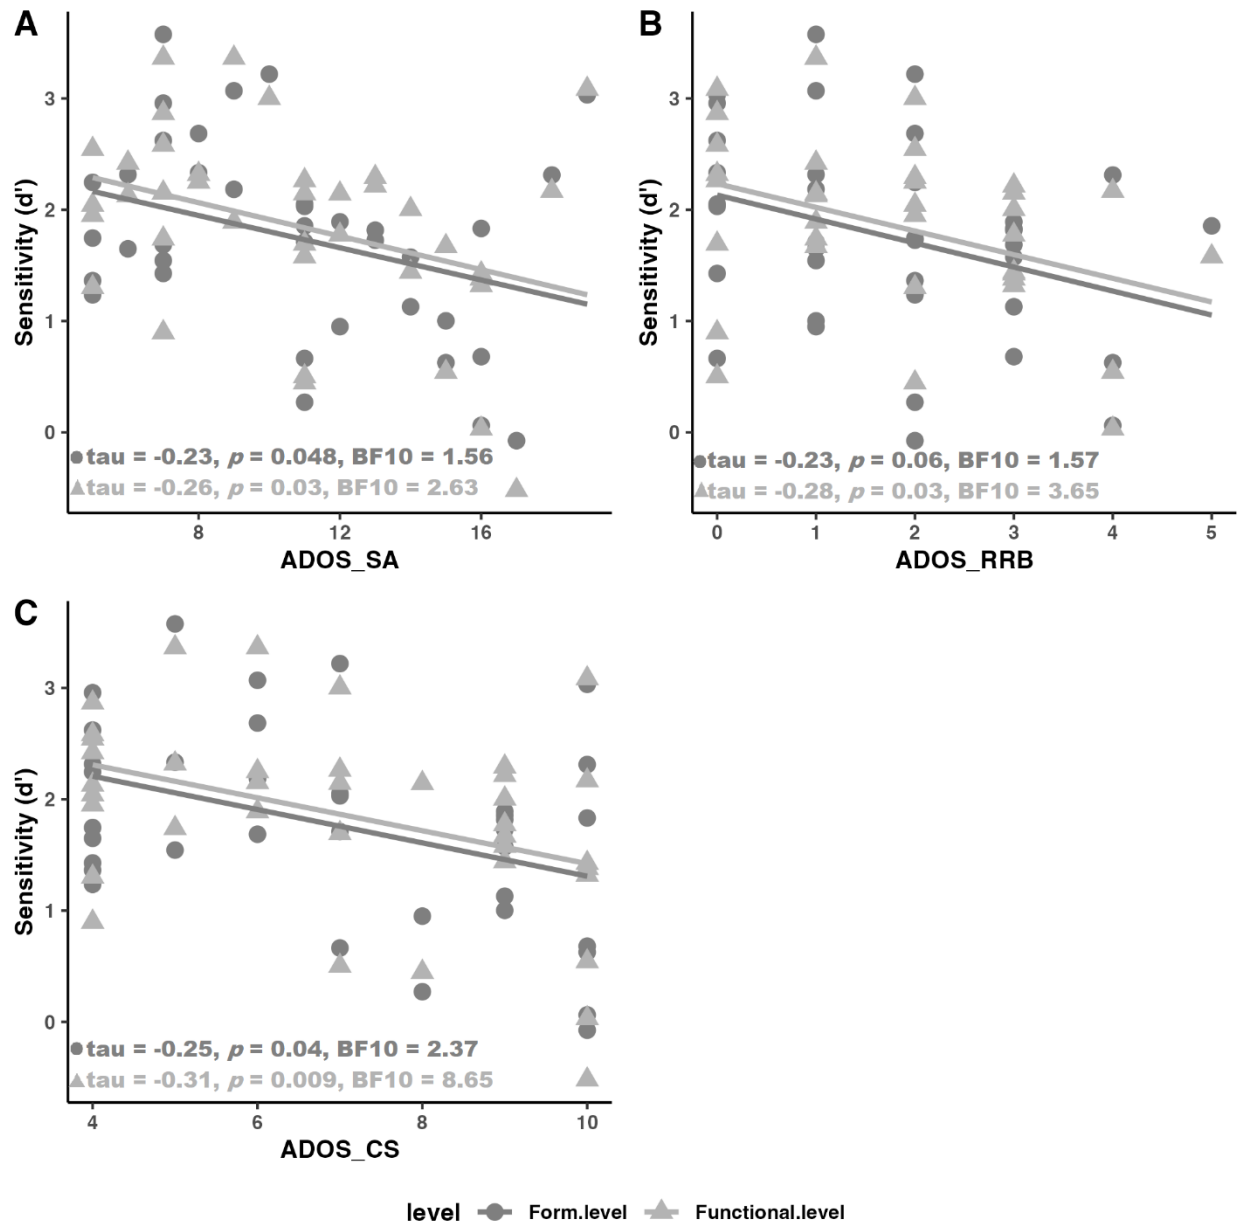 A
Sensitivity (d')
3
2
1
0
tau = -0.23, p = 0.048, BF10 = 1.56
tau = -0.26, p = 0.03, BF10 = 2.63
8 12 16
ADOS_SA
B
Sensitivity (d')
3
2
1
0
tau = -0.23, p = 0.06, BF10 = 1.57
tau = -0.28, p = 0.03, BF10 = 3.65
0 1 2 3 4 5
ADOS_RRB
C
Sensitivity (d')
3
2
1
0
tau = -0.25, p = 0.04, BF10 = 2.37
tau = -0.31, p = 0.009, BF10 = 8.65
4 6 8 10
ADOS_CS
level Form.level Functional.level